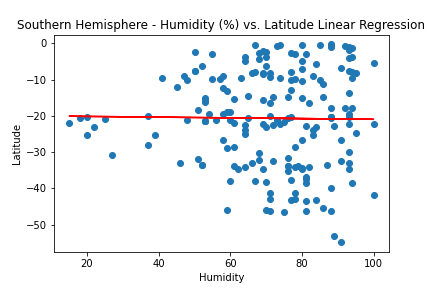 Southern Hemisphere - Humidity (%) vs. Latitude Linear Regression
0
−10
−20
−30
−40
−50
Latitude
20 40 60 80 100
Humidity